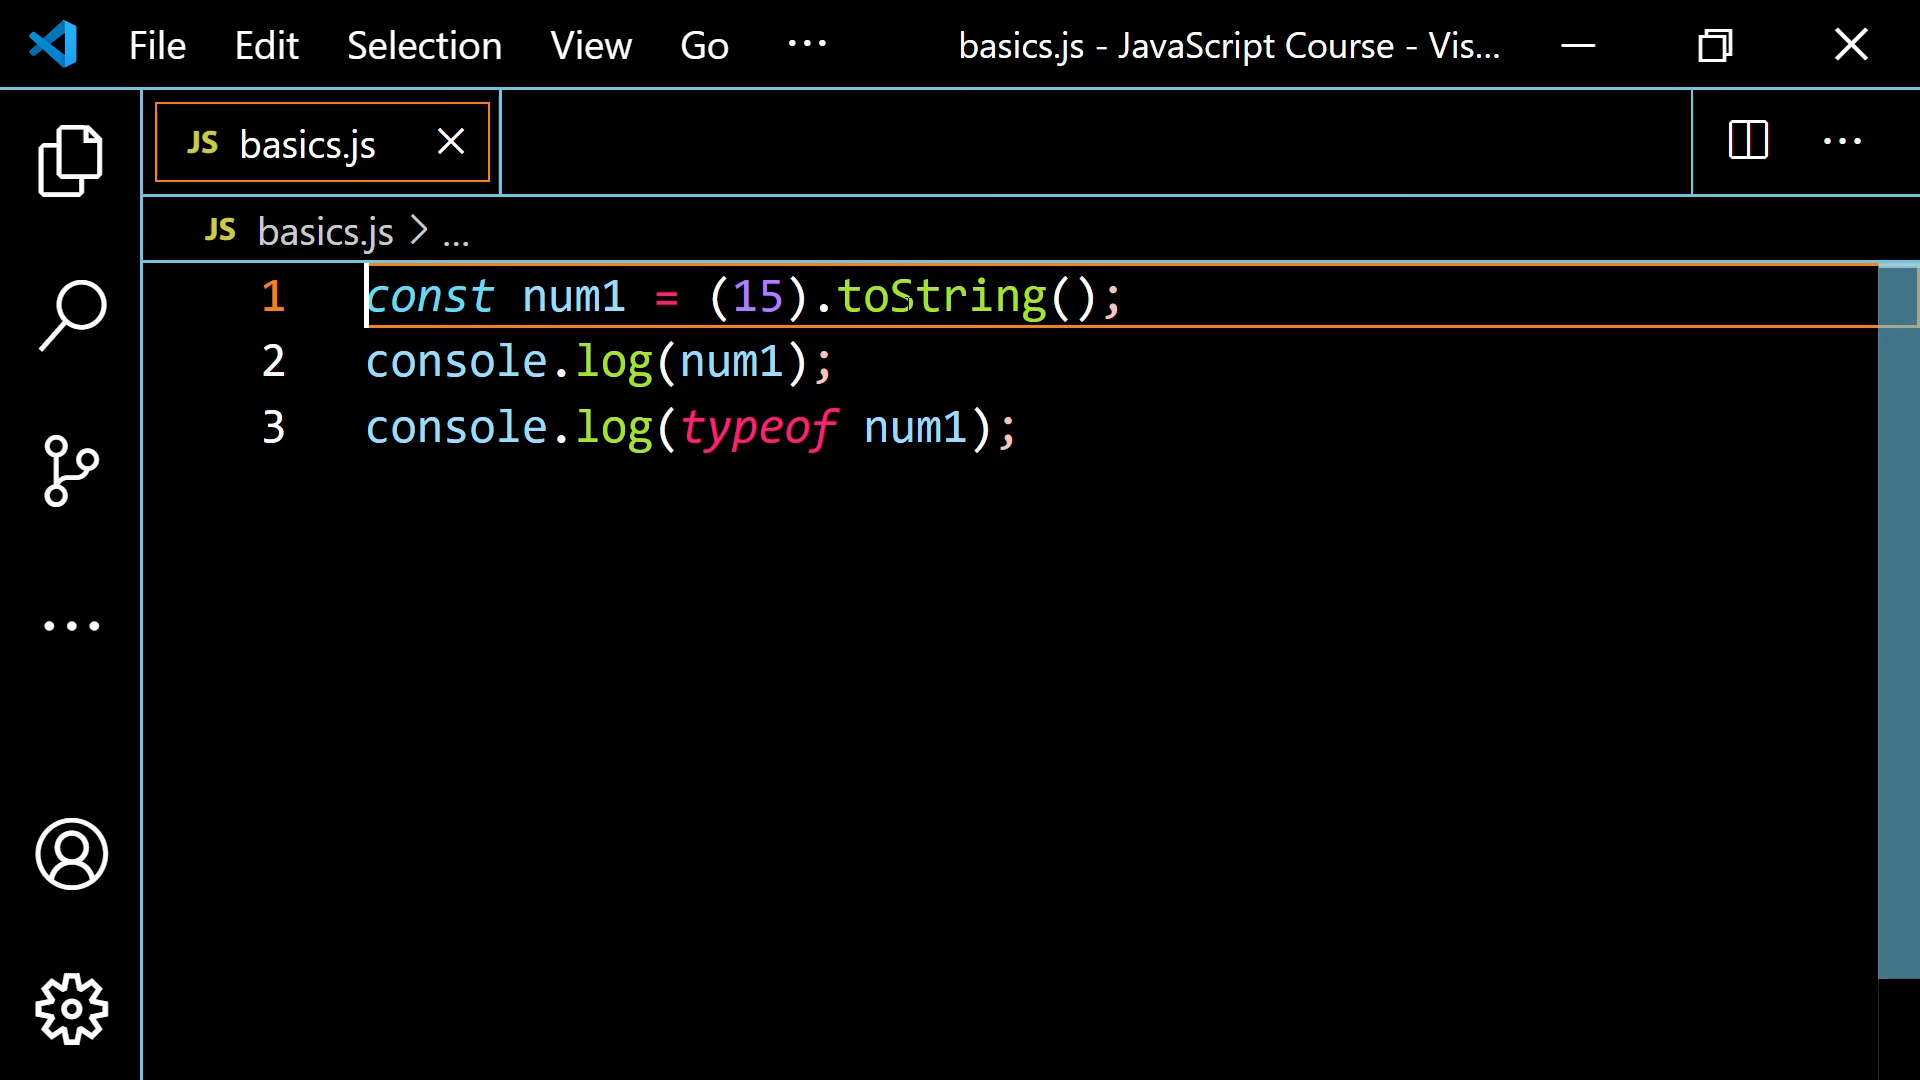 File Edit Selection View Go ··· basics.js - JavaScript Course - Vis...
JS basics.js
JS basics.js > ...
1 const num1 = (15).toString();
2 console.log(num1);
3 console.log(typeof num1);